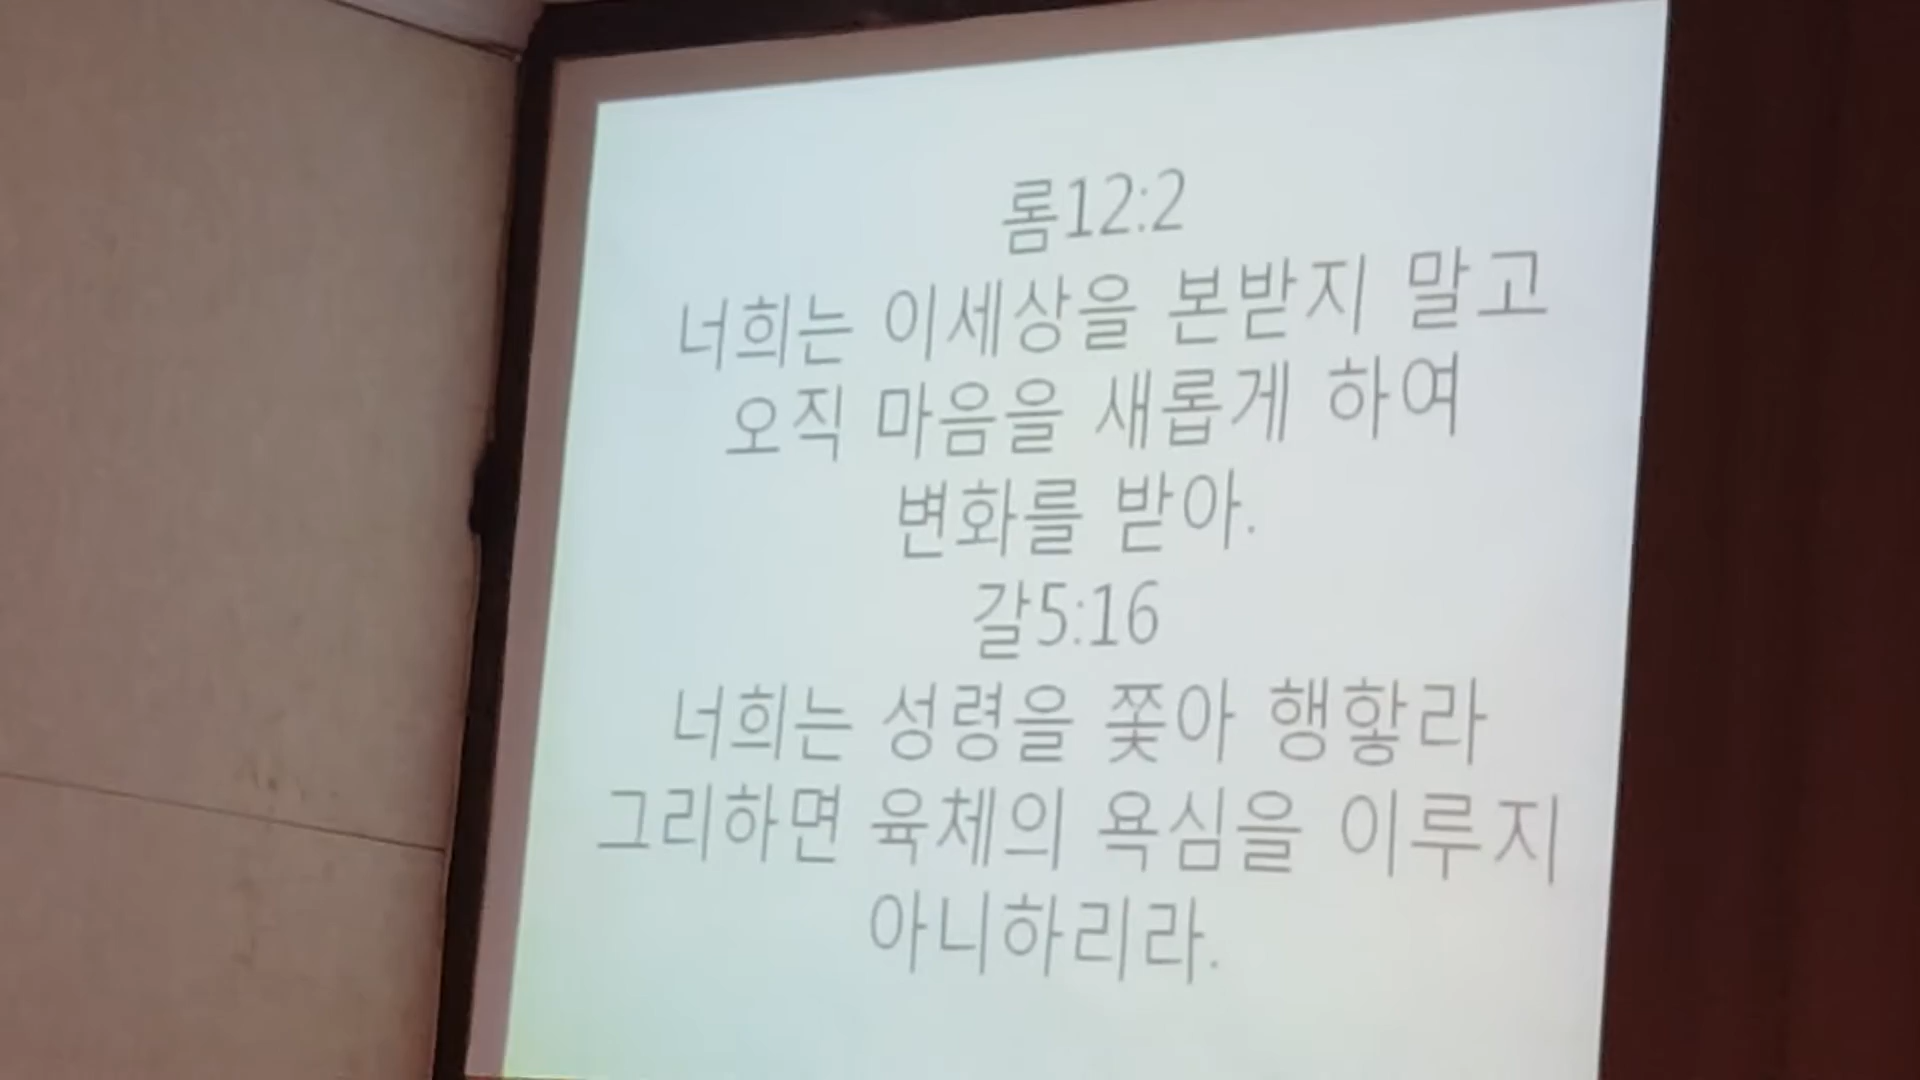 롬12:2
너희는 이세상을 본받지 말고
오직 마음을 새롭게 하여
변화를 받아.
갈5:16
너희는 성령을 쫓아 행핳라
그리하면 육체의 욕심을 이루지
아니하리라.